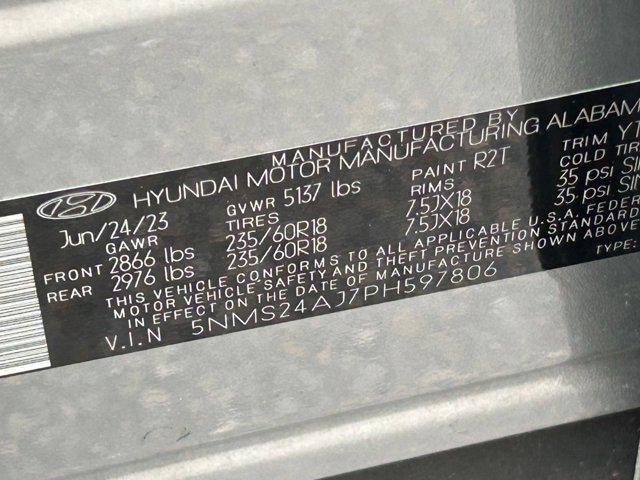 MANUFACTURED BY
HYUNDAI MOTOR MANUFACTURING ALABAM
Jun/24/23 GVWR 5137 lbs PAINT R2T TRIM
GAWR TIRES RIMS COLD TIR
FRONT 2866 lbs 235/60R18 7.5JX18 35 psi
REAR 2976 lbs 235/60R18 7.5JX18 35 psi
THIS VEHICLE CONFORMS TO ALL APPLICABLE U.S.A. FEDER
MOTOR VEHICLE SAFETY AND THEFT PREVENTION STANDARD
IN EFFECT ON THE DATE OF MANUFACTURE SHOWN ABOVE
V.I.N 5NMS24AJ7PH597806 TYPE: